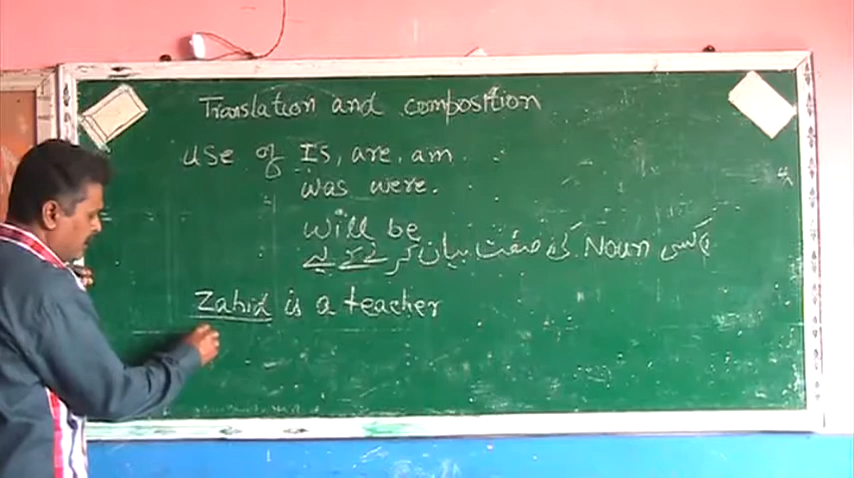 Translation and composition
Use of Is, are, am.
was were.
will be
کسی Noun کی صفت بیان کرنے کے لیے
Zahid is a teacher